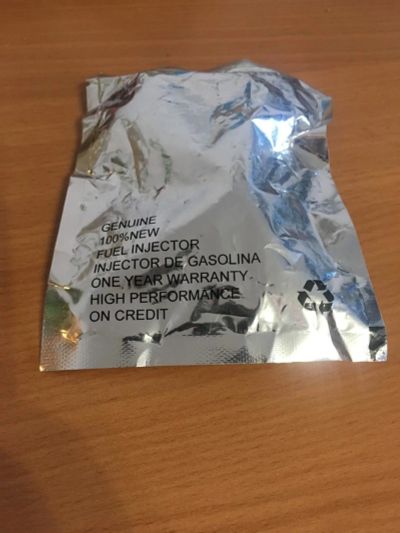 GENUINE
100%NEW
FUEL INJECTOR
INJECTOR DE GASOLINA
ONE YEAR WARRANTY
HIGH PERFORMANCE
ON CREDIT